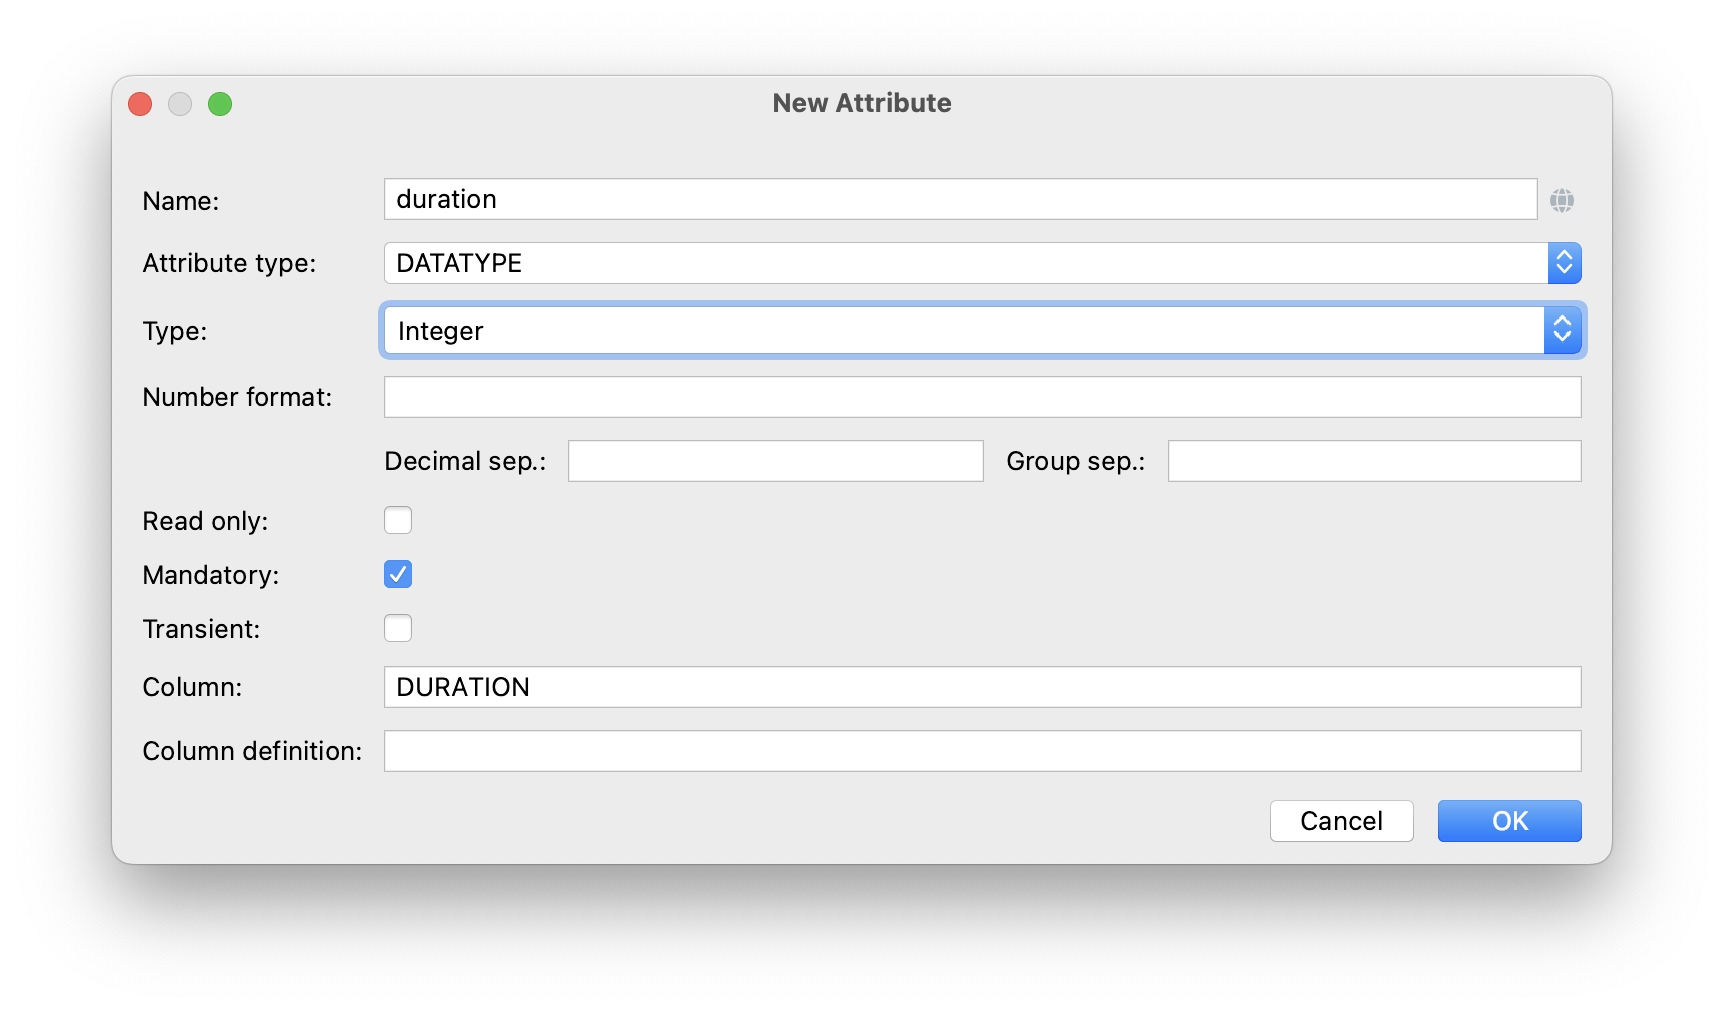 New Attribute
Name: duration
Attribute type: DATATYPE
Type: Integer
Number format:
Decimal sep.: Group sep.:
Read only:
Mandatory:
Transient:
Column: DURATION
Column definition:
Cancel OK